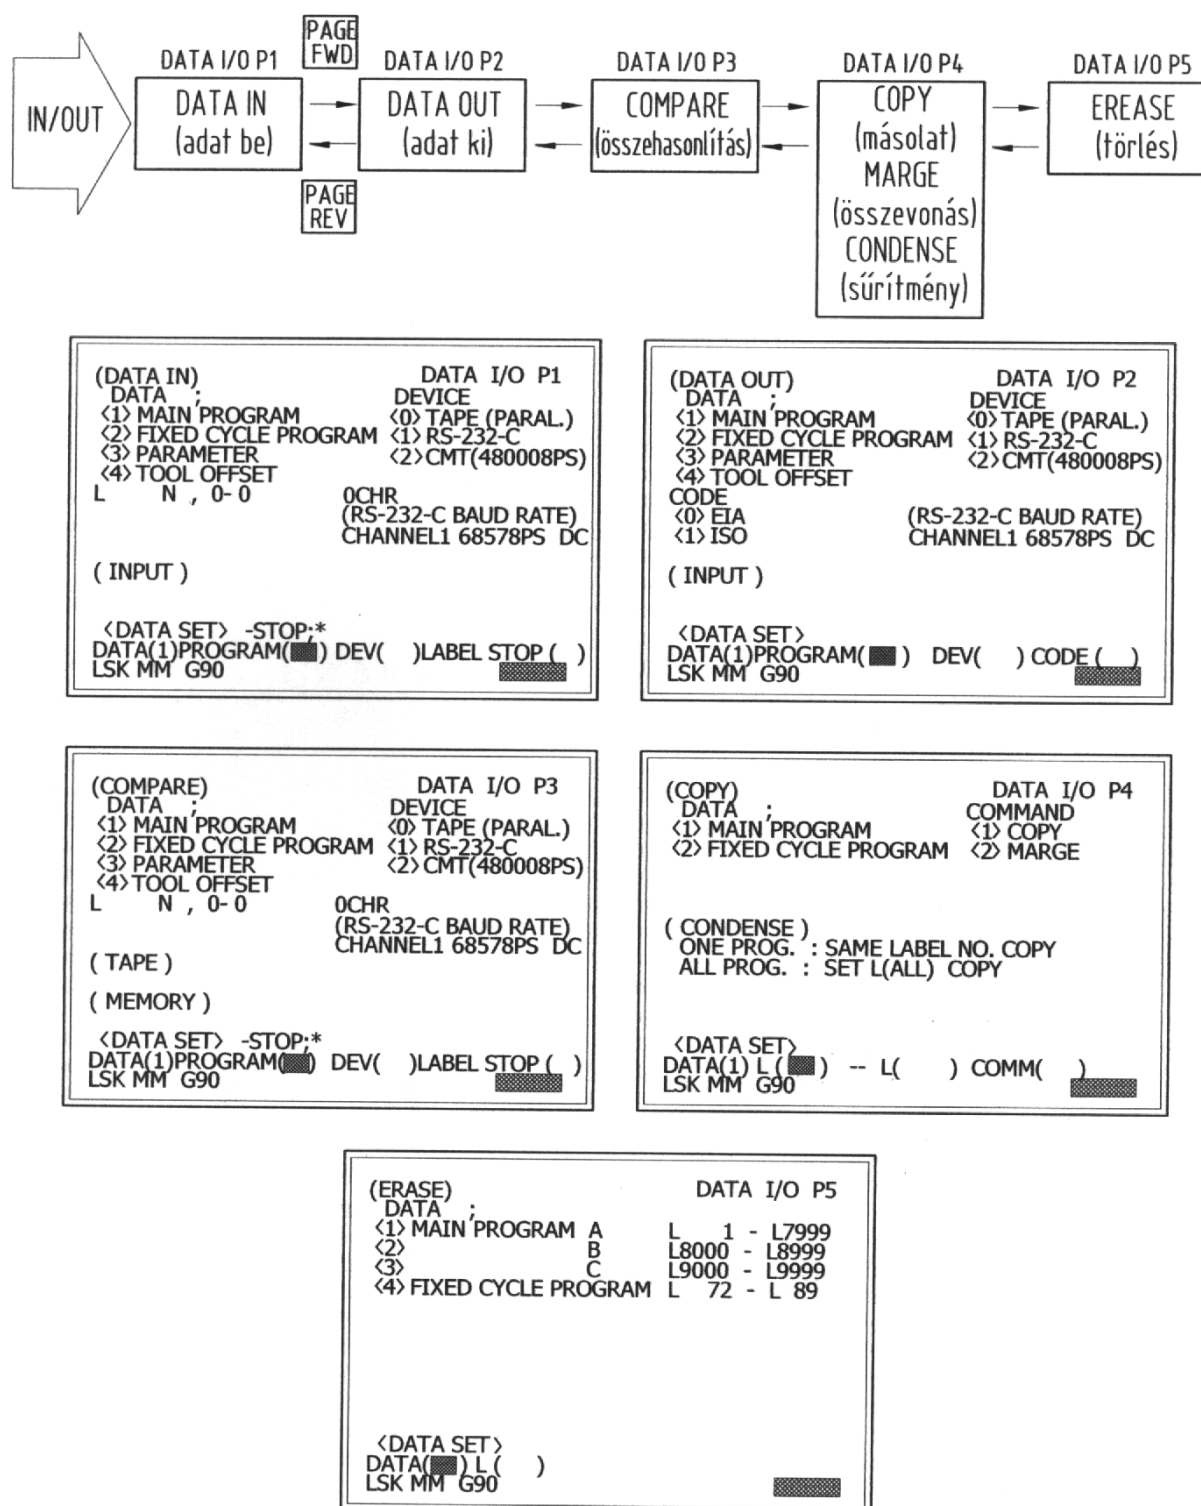 PAGE
FWD
DATA I/O P1
DATA I/O P2
DATA I/O P3
DATA I/O P4
DATA I/O P5
IN/OUT
DATA IN
(adat be)
DATA OUT
(adat ki)
COMPARE
(összehasonlítás)
COPY
(másolat)
MARGE
(összevonás)
CONDENSE
(sűrítmény)
EREASE
(törlés)
PAGE
REV
(DATA IN) DATA I/O P1
DATA ; DEVICE
<1> MAIN PROGRAM <0> TAPE (PARAL.)
<2> FIXED CYCLE PROGRAM <1> RS-232-C
<3> PARAMETER <2>CMT(480008PS)
<4> TOOL OFFSET
L N , 0- 0 0CHR
(RS-232-C BAUD RATE)
CHANNEL1 68578PS DC
( INPUT )
<DATA SET> -STOP;*
DATA(1)PROGRAM( ) DEV( )LABEL STOP ( )
LSK MM G90
(DATA OUT) DATA I/O P2
DATA ; DEVICE
<1> MAIN PROGRAM <0> TAPE (PARAL.)
<2> FIXED CYCLE PROGRAM <1> RS-232-C
<3> PARAMETER <2>CMT(480008PS)
<4> TOOL OFFSET
CODE
<0> EIA (RS-232-C BAUD RATE)
<1> ISO CHANNEL1 68578PS DC
( INPUT )
<DATA SET>
DATA(1)PROGRAM( ) DEV( ) CODE ( )
LSK MM G90
(COMPARE) DATA I/O P3
DATA ; DEVICE
<1> MAIN PROGRAM <0> TAPE (PARAL.)
<2> FIXED CYCLE PROGRAM <1> RS-232-C
<3> PARAMETER <2> CMT(480008PS)
<4> TOOL OFFSET
L N , 0- 0 0CHR
(RS-232-C BAUD RATE)
CHANNEL1 68578PS DC
( TAPE )
( MEMORY )
<DATA SET> -STOP;*
DATA(1)PROGRAM( ) DEV( )LABEL STOP ( )
LSK MM G90
(COPY) DATA I/O P4
DATA ; COMMAND
<1> MAIN PROGRAM <1> COPY
<2> FIXED CYCLE PROGRAM <2> MARGE
( CONDENSE )
ONE PROG. : SAME LABEL NO. COPY
ALL PROG. : SET L(ALL) COPY
<DATA SET>
DATA(1) L ( ) -- L( ) COMM( )
LSK MM G90
(ERASE) DATA I/O P5
DATA ;
<1> MAIN PROGRAM A L 1 - L7999
<2> B L8000 - L8999
<3> C L9000 - L9999
<4> FIXED CYCLE PROGRAM L 72 - L 89
<DATA SET>
DATA( ) L ( )
LSK MM G90